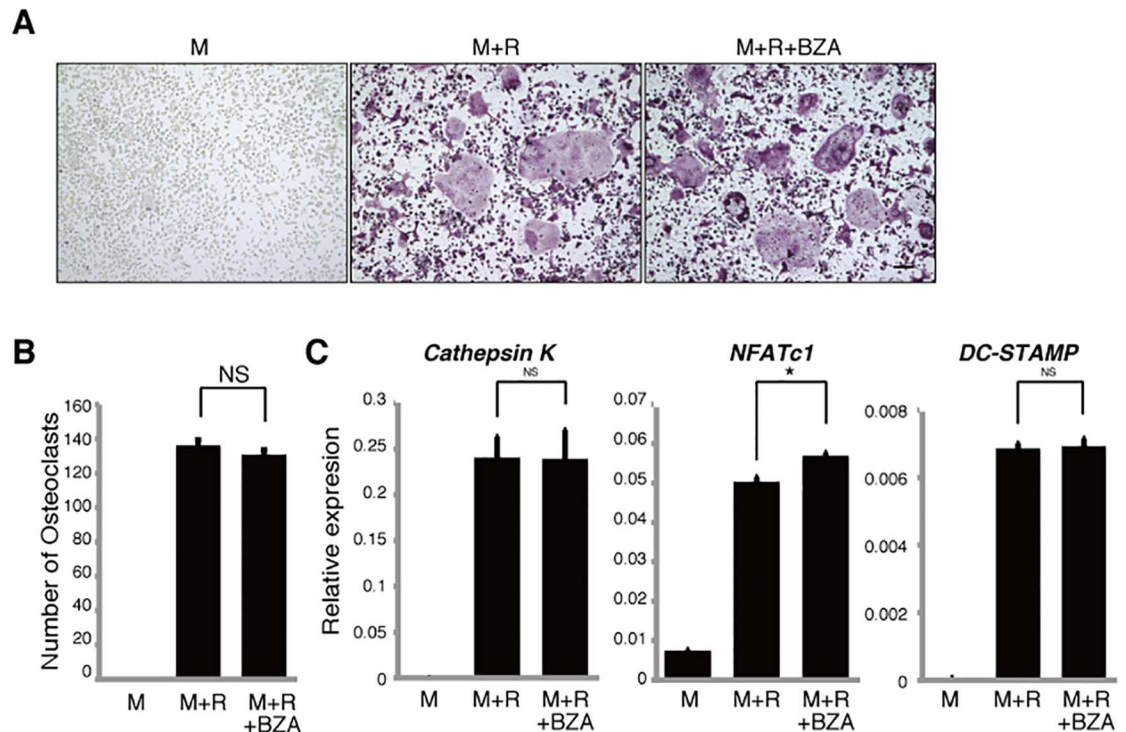 A
M
M+R
M+R+BZA
B
NS
160
140
120
100
80
60
40
20
0
Number of Osteoclasts
M
M+R
M+R
+BZA
C
Cathepsin K
NS
0.3
0.25
0.2
0.15
0.1
0.05
0
Relative expresion
M
M+R
M+R
+BZA
NFATc1
*
0.07
0.06
0.05
0.04
0.03
0.02
0.01
0
M
M+R
M+R
+BZA
DC-STAMP
NS
0.008
0.006
0.004
0.002
0
M
M+R
M+R
+BZA